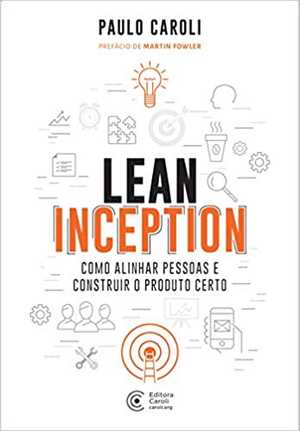 PAULO CAROLI
PREFÁCIO DE MARTIN FOWLER
LEAN
INCEPTION
COMO ALINHAR PESSOAS E
CONSTRUIR O PRODUTO CERTO
Editora
Caroli
caroli.org